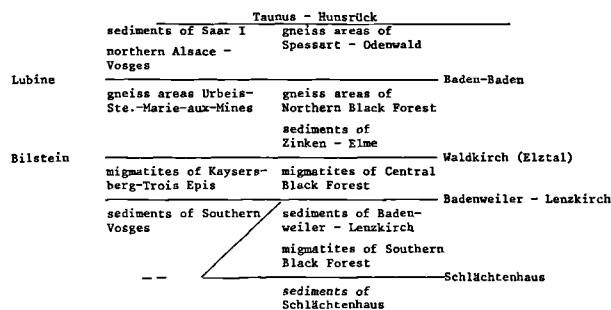 Taunus - Hunsrück
sediments of Saar I
gneiss areas of
Spessart - Odenwald
northern Alsace -
Vosges
Lubine
Baden-Baden
gneiss areas Urbeis-
Ste.-Marie-aux-Mines
gneiss areas of
Northern Black Forest
sediments of
Zinken - Elme
Bilstein
Waldkirch (Elztal)
migmatites of Kaysers-
berg-Trois Epis
migmatites of Central
Black Forest
Badenweiler - Lenzkirch
sediments of Southern
Vosges
sediments of Baden-
weiler - Lenzkirch
migmatites of Southern
Black Forest
Schlächtenhaus
sediments of
Schlächtenhaus